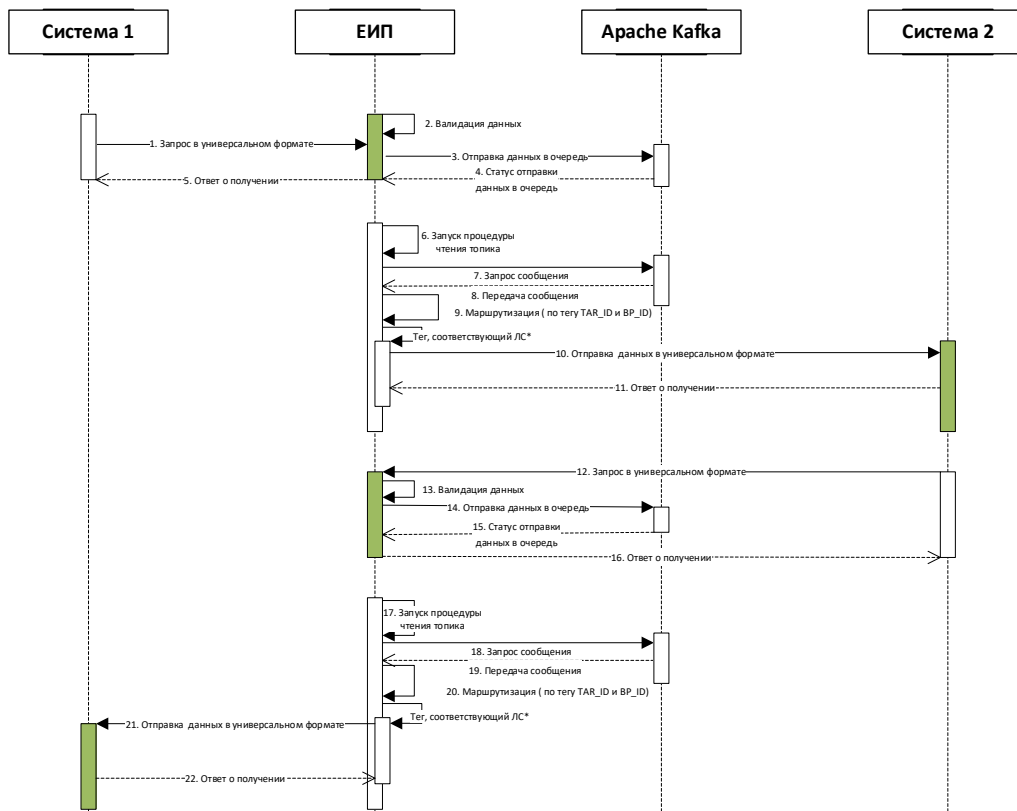 Система 1
ЕИП
Apache Kafka
Система 2
2. Валидация данных
1. Запрос в универсальном формате
3. Отправка данных в очередь
4. Статус отправки
данных в очередь
5. Ответ о получении
6. Запуск процедуры
чтения топика
7. Запрос сообщения
8. Передача сообщения
9. Маршрутизация ( по тегу TAR_ID и BP_ID)
Тег, соответствующий ЛС*
10. Отправка данных в универсальном формате
11. Ответ о получении
12. Запрос в универсальном формате
13. Валидация данных
14. Отправка данных в очередь
15. Статус отправки
данных в очередь
16. Ответ о получении
17. Запуск процедуры
чтения топика
18. Запрос сообщения
19. Передача сообщения
20. Маршрутизация ( по тегу TAR_ID и BP_ID)
Тег, соответствующий ЛС*
21. Отправка данных в универсальном формате
22. Ответ о получении